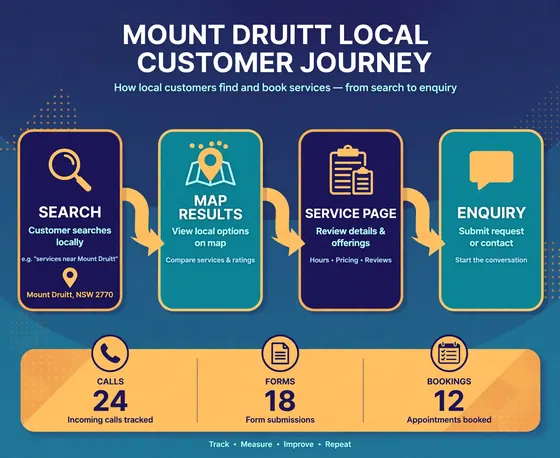 MOUNT DRUITT LOCAL
CUSTOMER JOURNEY
How local customers find and book services — from search to enquiry
SEARCH
Customer searches
locally
e.g. "services near Mount Druitt"
Mount Druitt, NSW 2770
MAP
RESULTS
View local options
on map
Compare services & ratings
SERVICE PAGE
Review details &
offerings
Hours • Pricing • Reviews
ENQUIRY
Submit request
or contact
Start the conversation
CALLS
24
Incoming calls tracked
FORMS
18
Form submissions
BOOKINGS
12
Appointments booked
Track • Measure • Improve • Repeat